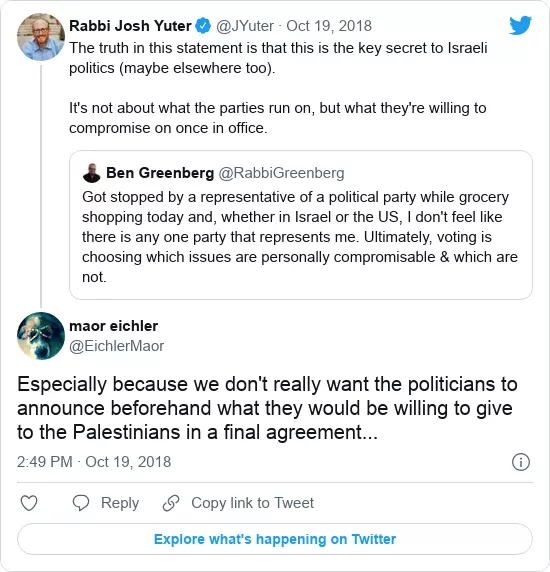 Rabbi Josh Yuter @JYuter · Oct 19, 2018
The truth in this statement is that this is the key secret to Israeli
politics (maybe elsewhere too).
It's not about what the parties run on, but what they're willing to
compromise on once in office.
Ben Greenberg @RabbiGreenberg
Got stopped by a representative of a political party while grocery
shopping today and, whether in Israel or the US, I don't feel like
there is any one party that represents me. Ultimately, voting is
choosing which issues are personally compromisable & which are
not.
maor eichler
@EichlerMaor
Especially because we don't really want the politicians to
announce beforehand what they would be willing to give
to the Palestinians in a final agreement...
2:49 PM · Oct 19, 2018
Reply Copy link to Tweet
Explore what's happening on Twitter